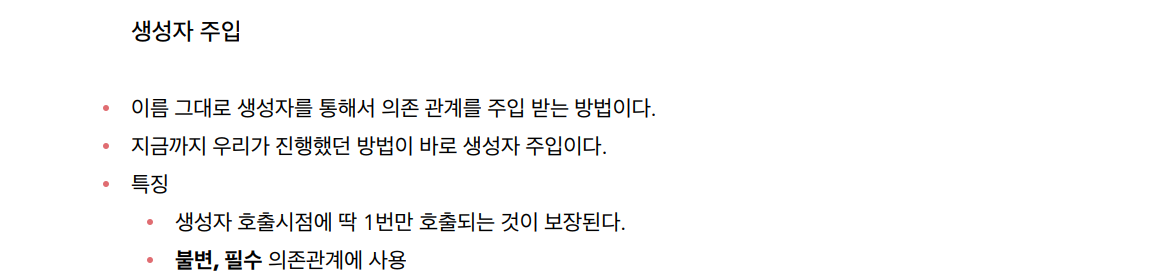 생성자 주입
이름 그대로 생성자를 통해서 의존 관계를 주입 받는 방법이다.
지금까지 우리가 진행했던 방법이 바로 생성자 주입이다.
특징
생성자 호출시점에 딱 1번만 호출되는 것이 보장된다.
불변, 필수 의존관계에 사용